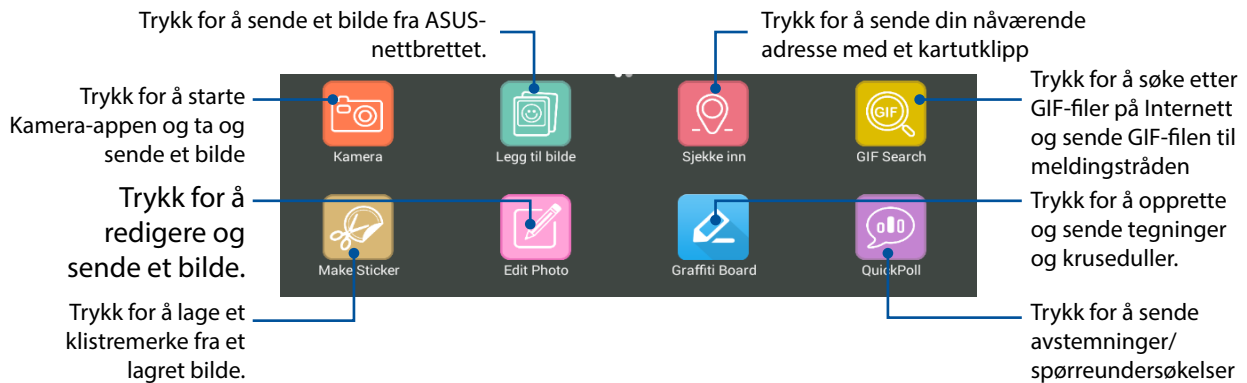 Trykk for å sende et bilde fra ASUS-
nettbrettet.
Trykk for å sende din nåværende
adresse med et kartutklipp
Trykk for å starte
Kamera-appen og ta og
sende et bilde
Trykk for å søke etter
GIF-filer på Internett
og sende GIF-filen til
meldingstråden
GIF
Kamera
Legg til bilde
Sjekke inn
GIF Search
Trykk for å
redigere og
sende et bilde.
Trykk for å opprette
og sende tegninger
og kruseduller.
Make Sticker
Edit Photo
Graffiti Board
QuickPoll
Trykk for å lage et
klistremerke fra et
lagret bilde.
Trykk for å sende
avstemninger/
spørreundersøkelser